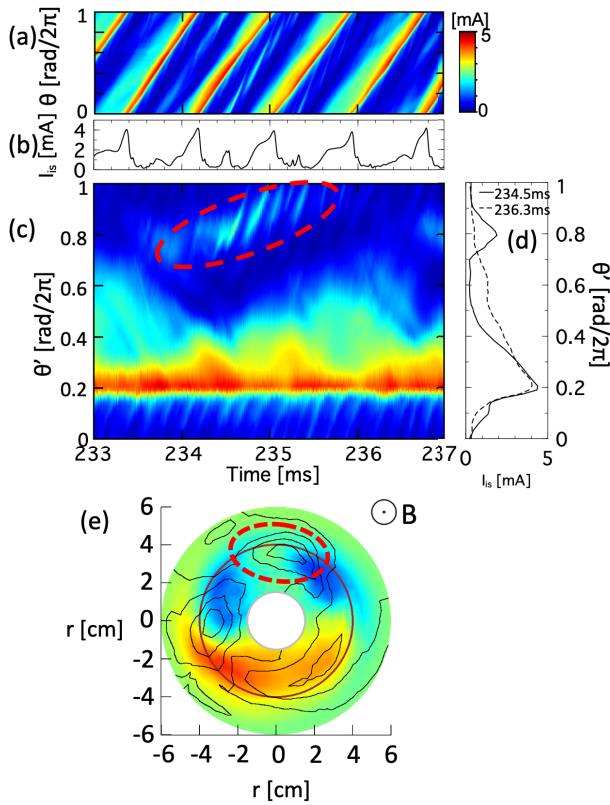 (a)
θ [rad/2π]
1
0
[mA]
5
0
(b)
I_is [mA]
4
2
0
(c)
θ' [rad/2π]
1
0.8
0.6
0.4
0.2
0
233 234 235 236 237
Time [ms]
234.5ms
236.3ms
(d)
θ' [rad/2π]
1
0.8
0.6
0.4
0.2
0
0 5
I_is [mA]
(e)
B
r [cm]
6
4
2
0
-2
-4
-6
-6 -4 -2 0 2 4 6
r [cm]